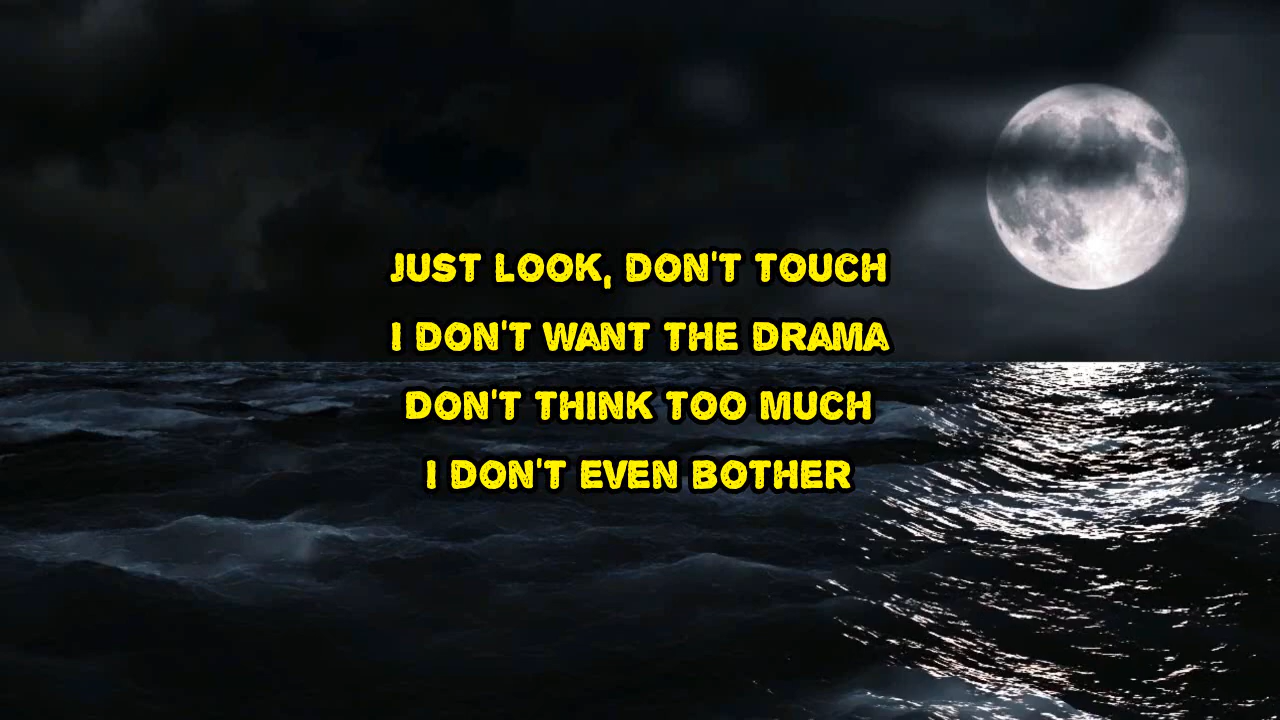 JUST LOOK, DON'T TOUCH
I DON'T WANT THE DRAMA
DON'T THINK TOO MUCH
I DON'T EVEN BOTHER